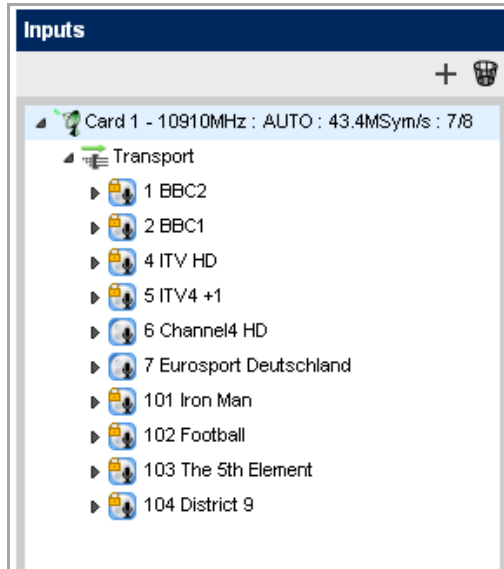 Inputs
Card 1 - 10910MHz : AUTO : 43.4MSym/s : 7/8
Transport
1 BBC2
2 BBC1
4 ITV HD
5 ITV4 +1
6 Channel4 HD
7 Eurosport Deutschland
101 Iron Man
102 Football
103 The 5th Element
104 District 9